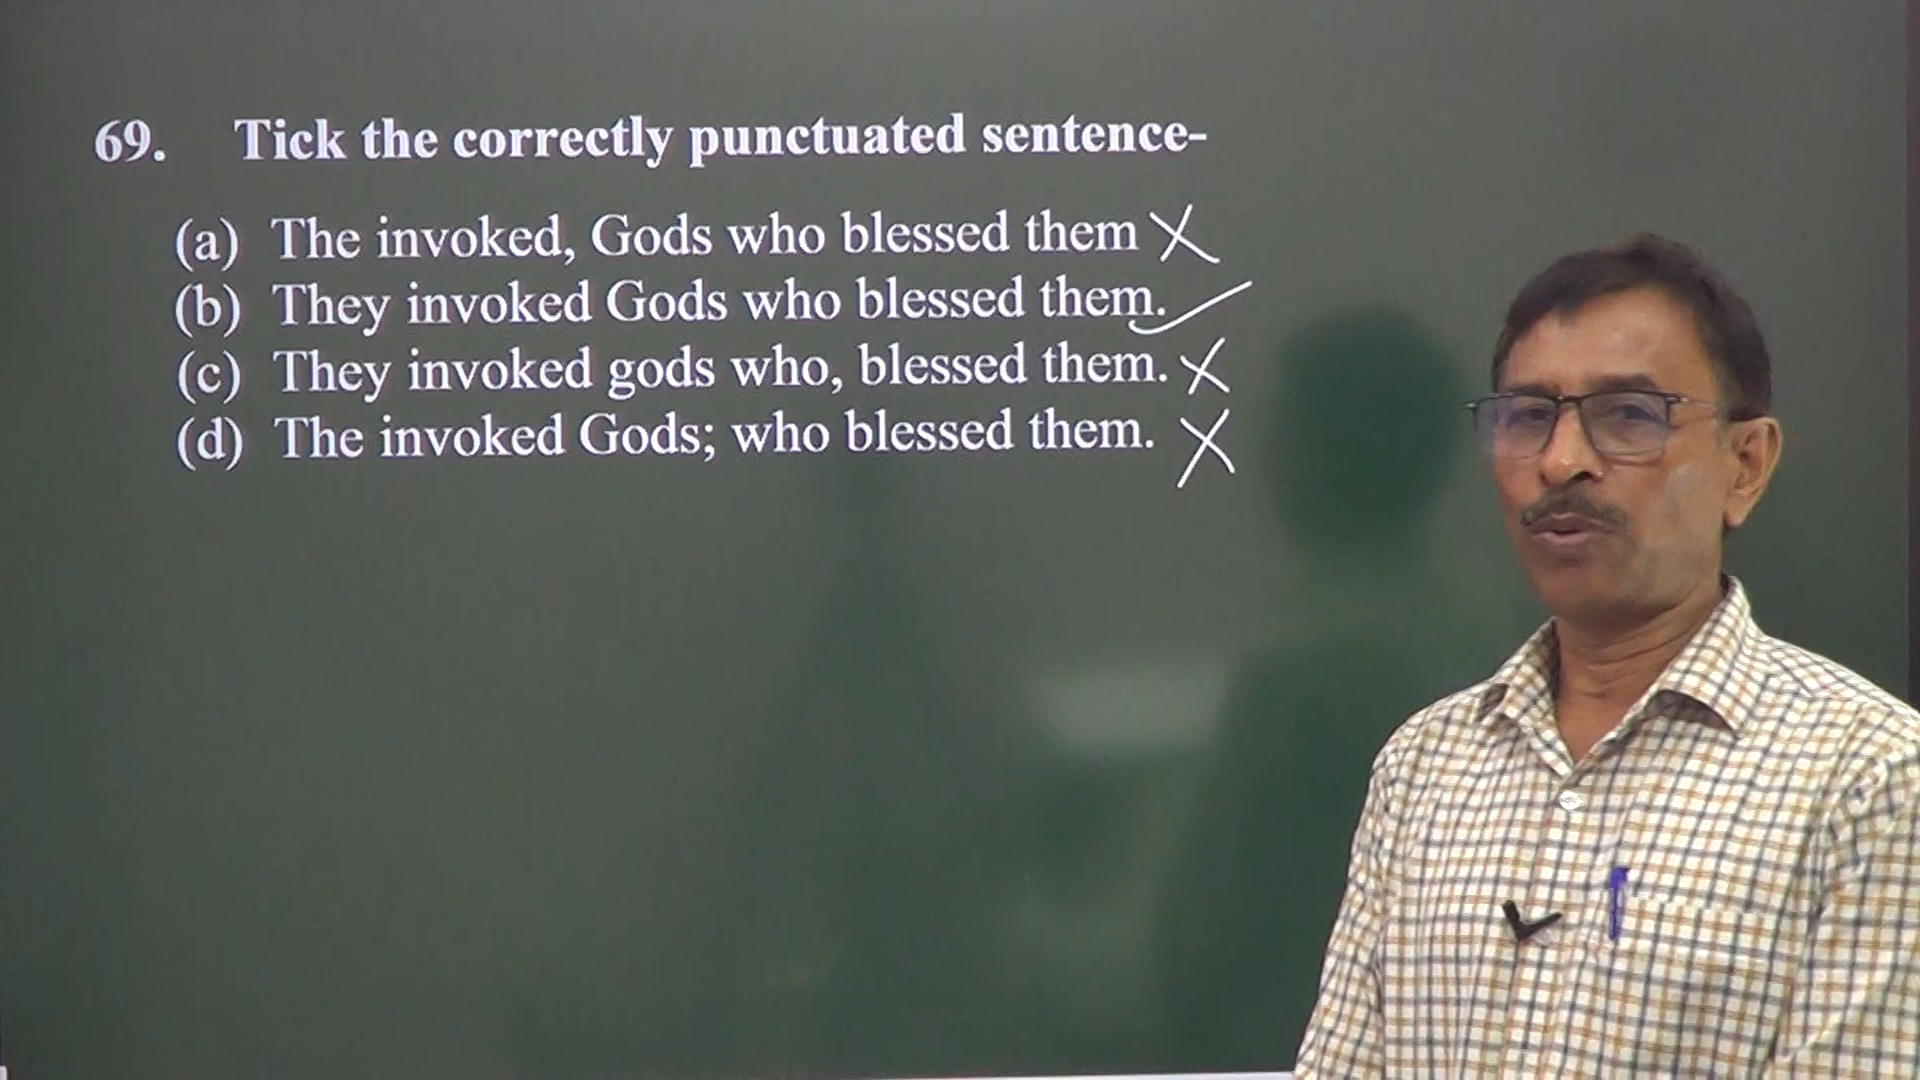 69. Tick the correctly punctuated sentence-
(a) The invoked, Gods who blessed them
(b) They invoked Gods who blessed them.
(c) They invoked gods who, blessed them.
(d) The invoked Gods; who blessed them.